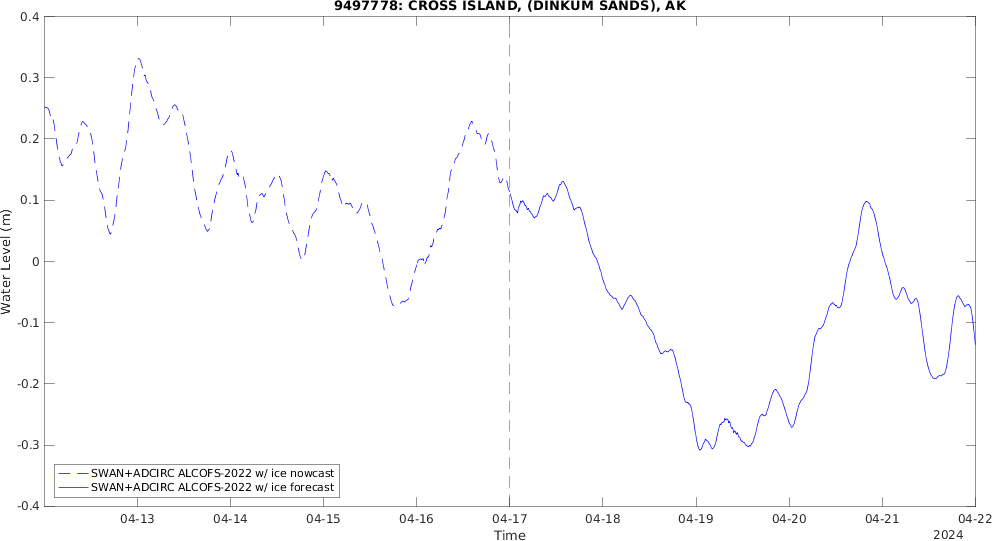 9497778: CROSS ISLAND, (DINKUM SANDS), AK
0.4
0.3
0.2
0.1
0
-0.1
-0.2
-0.3
-0.4
Water Level (m)
SWAN+ADCIRC ALCOFS-2022 w/ ice nowcast
SWAN+ADCIRC ALCOFS-2022 w/ ice forecast
04-13 04-14 04-15 04-16 04-17 04-18 04-19 04-20 04-21 04-22
Time
2024